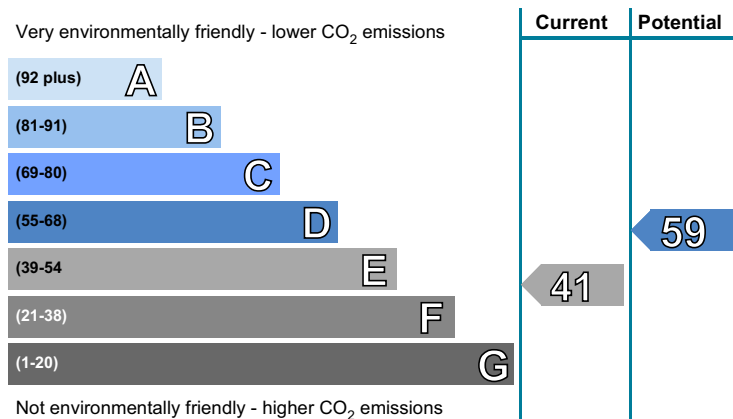 Current Potential
Very environmentally friendly - lower CO2 emissions
(92 plus) A
(81-91) B
(69-80) C
(55-68) D
59
(39-54 E
41
(21-38) F
(1-20) G
Not environmentally friendly - higher CO2 emissions